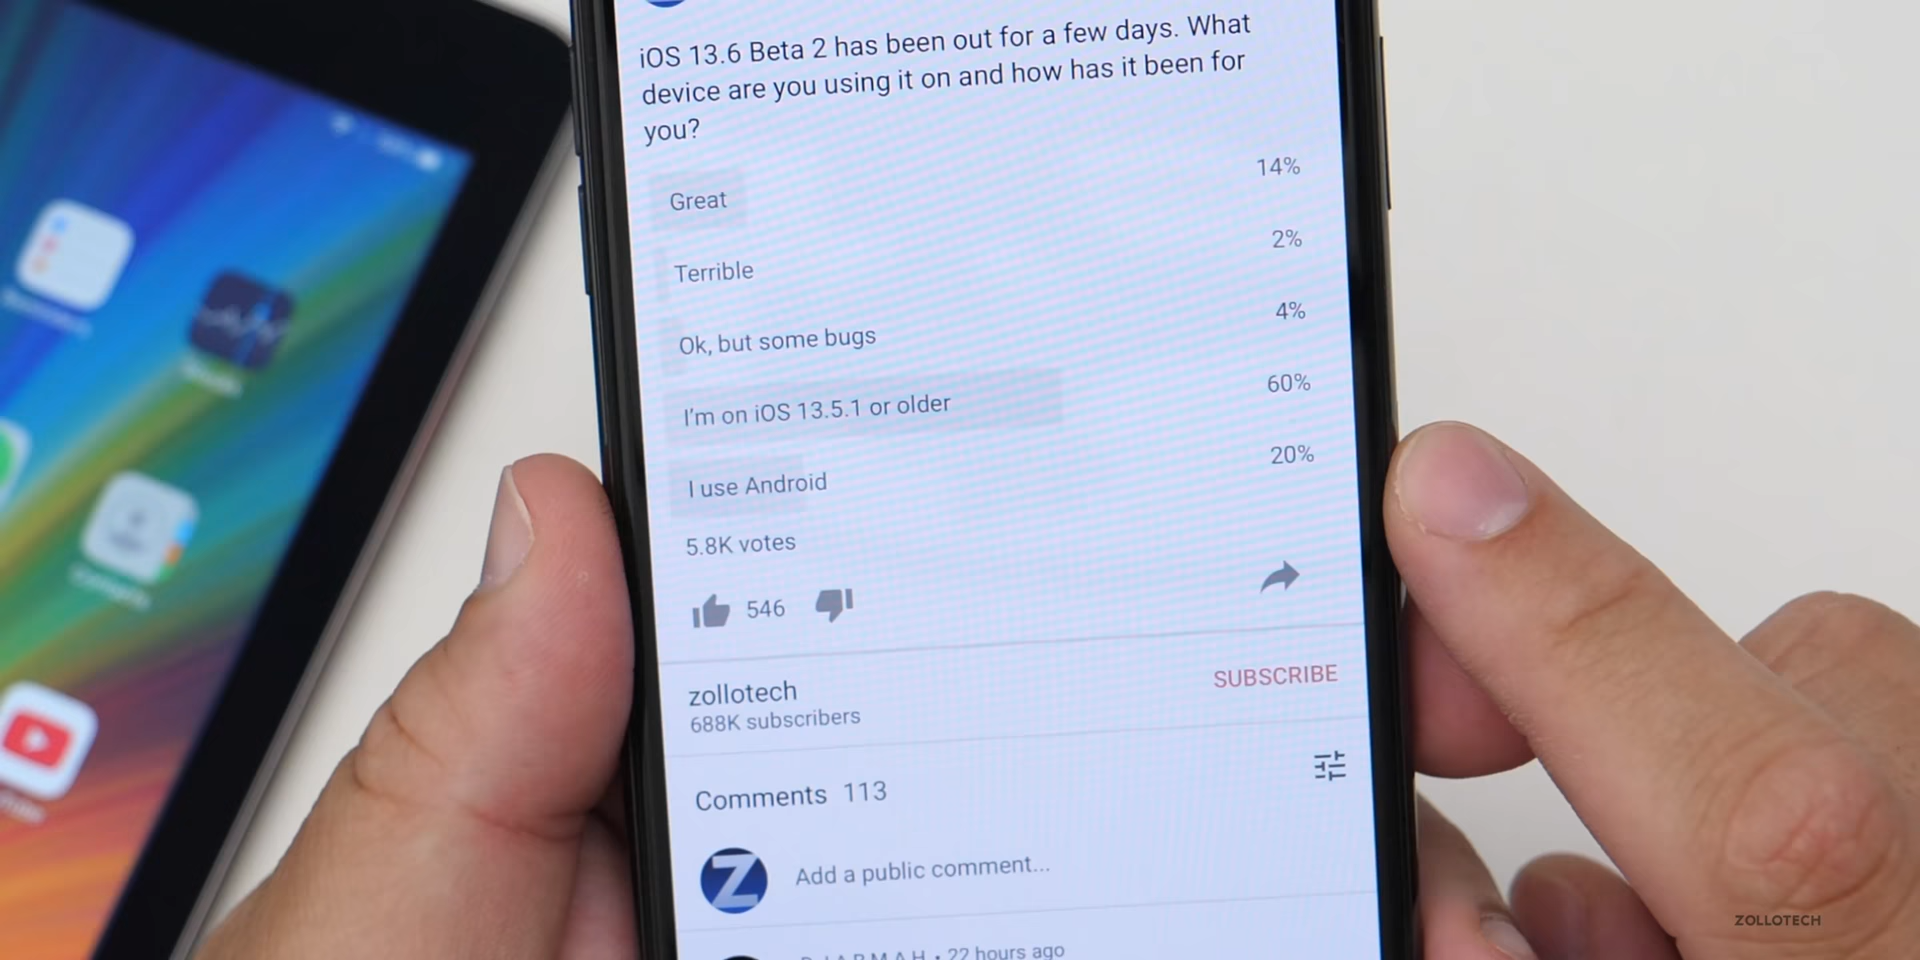 iOS 13.6 Beta 2 has been out for a few days. What
device are you using it on and how has it been for
you?
Great 14%
Terrible 2%
Ok, but some bugs 4%
I'm on iOS 13.5.1 or older 60%
I use Android 20%
5.8K votes
546
zollotech
688K subscribers
SUBSCRIBE
Comments 113
Z
Add a public comment...
22 hours ago
ZOLLOTECH